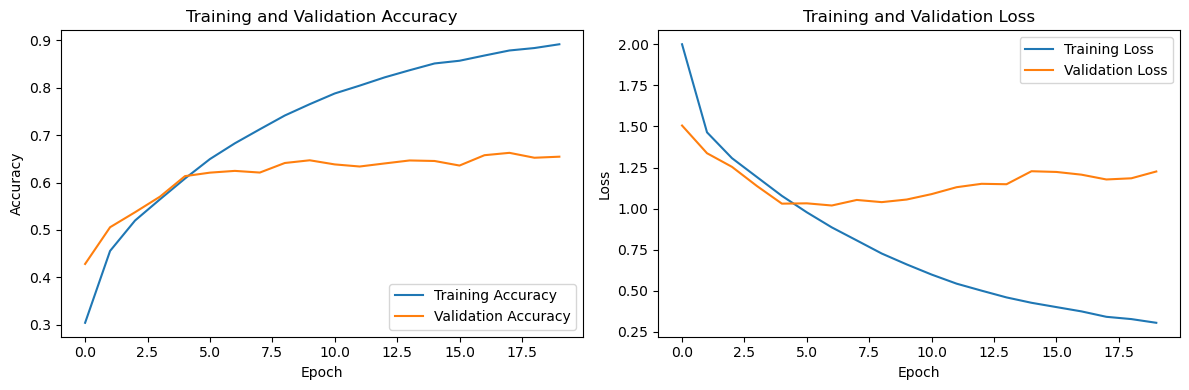 Training and Validation Accuracy
Accuracy
0.9
0.8
0.7
0.6
0.5
0.4
0.3
Training Accuracy
Validation Accuracy
0.0 2.5 5.0 7.5 10.0 12.5 15.0 17.5
Epoch
Training and Validation Loss
Loss
2.00
1.75
1.50
1.25
1.00
0.75
0.50
0.25
Training Loss
Validation Loss
0.0 2.5 5.0 7.5 10.0 12.5 15.0 17.5
Epoch